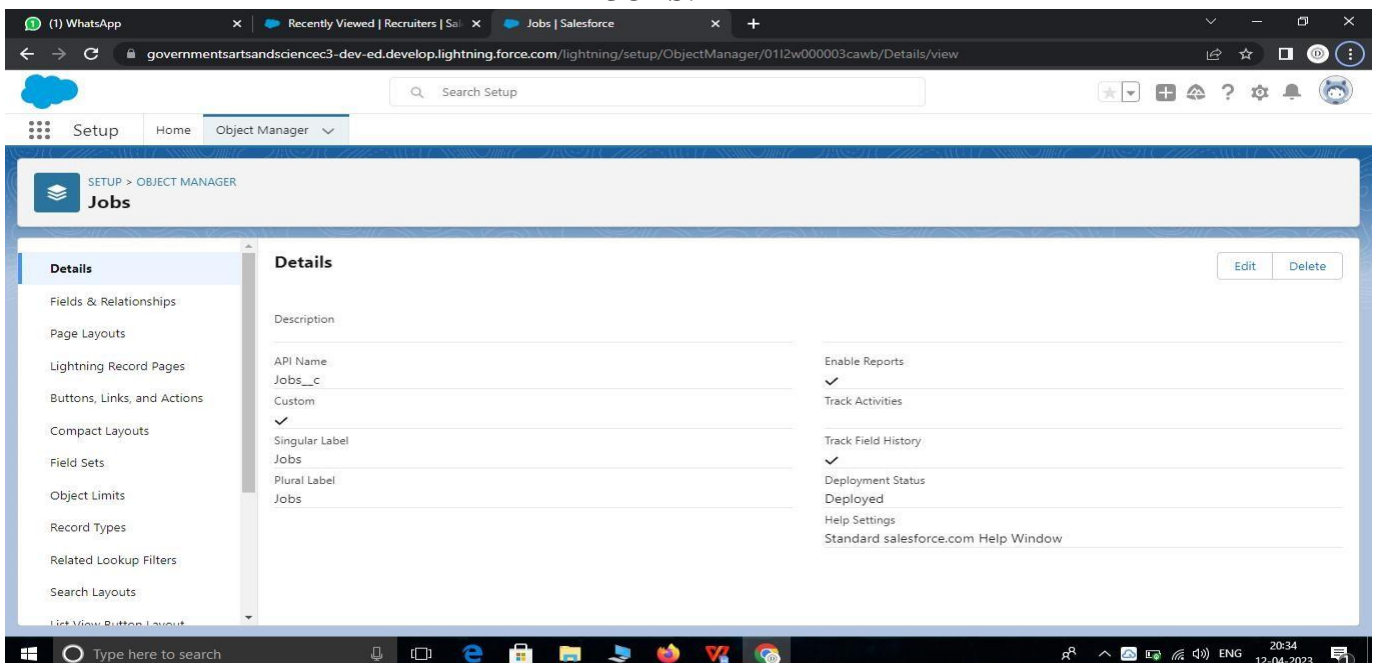 (1) WhatsApp
Recently Viewed | Recruiters | Sal
Jobs | Salesforce
governmentsartsandsciencec3-dev-ed.develop.lightning.force.com/lightning/setup/ObjectManager/01I2w000003cawb/Details/view
Search Setup
Setup
Home
Object Manager
SETUP > OBJECT MANAGER
Jobs
Details
Fields & Relationships
Page Layouts
Lightning Record Pages
Buttons, Links, and Actions
Compact Layouts
Field Sets
Object Limits
Record Types
Related Lookup Filters
Search Layouts
List View Button Layout
Details
Edit
Delete
Description
API Name
Jobs__c
Custom
Singular Label
Jobs
Plural Label
Jobs
Enable Reports
Track Activities
Track Field History
Deployment Status
Deployed
Help Settings
Standard salesforce.com Help Window
Type here to search
ENG
20:34
12-04-2023